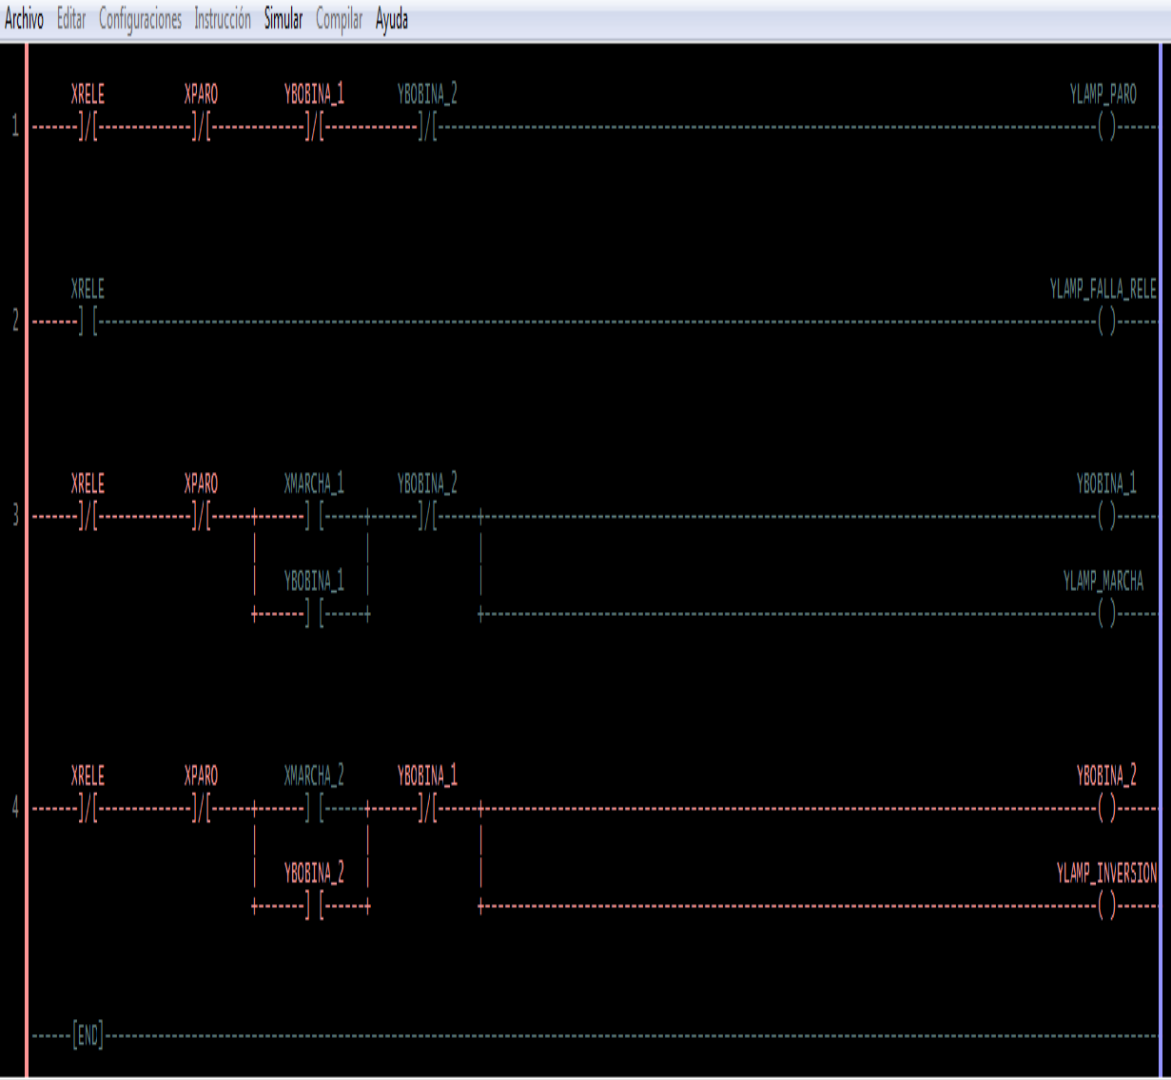 Archivo Editar Configuraciones Instrucción Simular Compilar Ayuda
XRELE XPARO YBOBINA_1 YBOBINA_2 YLAMP_PARO
1 ------]/[------------]/[------------]/[------------]/[------------( )------
XRELE YLAMP_FALLA_RELE
2 ------] [------------( )------
XRELE XPARO XMARCHA_1 YBOBINA_2 YBOBINA_1
3 ------]/[------------]/[------+------] [------+------]/[------+------------( )------
YBOBINA_1 YLAMP_MARCHA
+------] [------+ +------------( )------
XRELE XPARO XMARCHA_2 YBOBINA_1 YBOBINA_2
4 ------]/[------------]/[------+------] [------+------]/[------+------------( )------
YBOBINA_2 YLAMP_INVERSION
+------] [------+ +------------( )------
------[END]------------